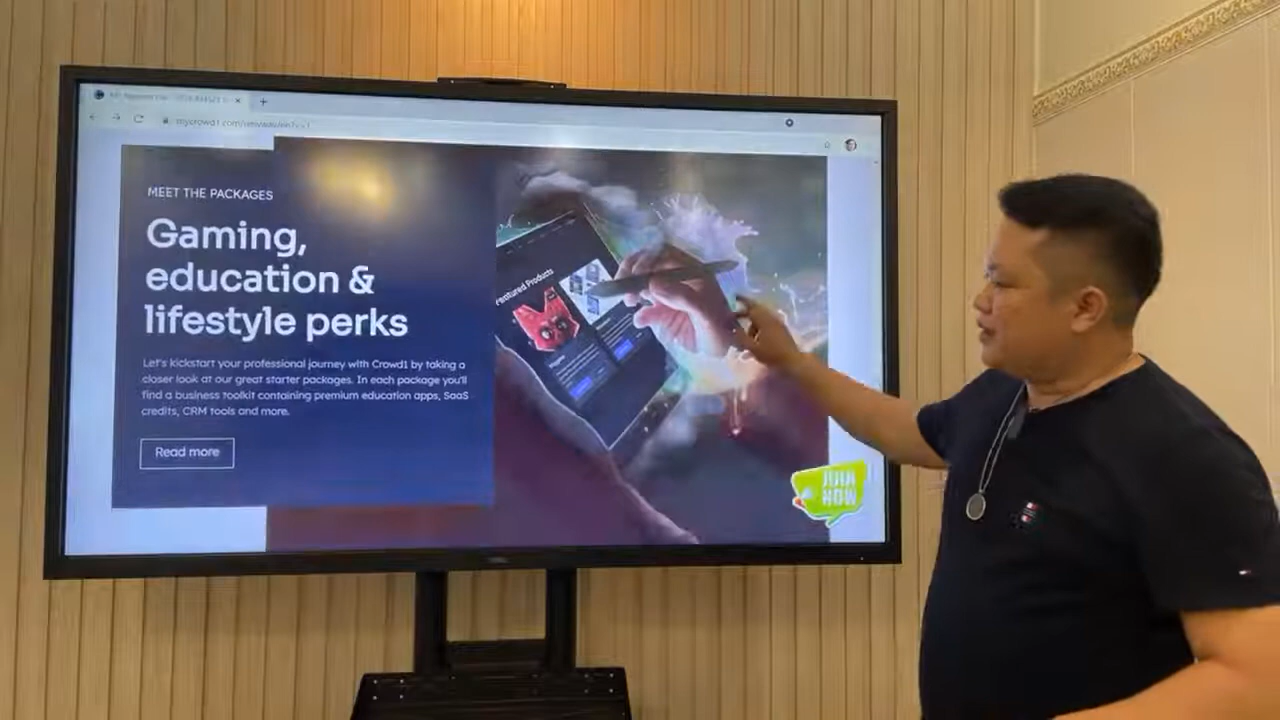 mycrowd1.com
MEET THE PACKAGES
Gaming,
education &
lifestyle perks
Let's kickstart your professional journey with Crowd1 by taking a
closer look at our great starter packages. In each package you'll
find a business toolkit containing premium education apps, SaaS
credits, CRM tools and more.
Read more
Featured Products
JOIN
NOW